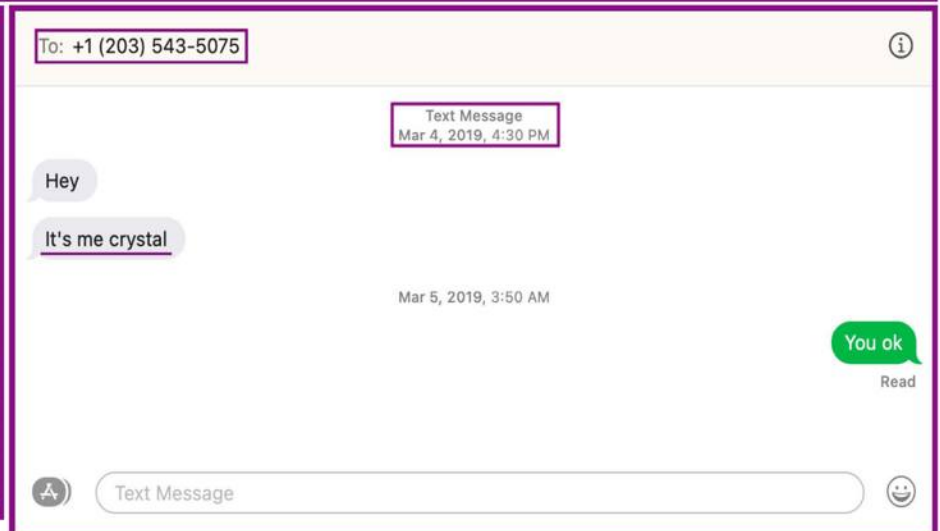 To: +1 (203) 543-5075
Text Message
Mar 4, 2019, 4:30 PM
Hey
It's me crystal
Mar 5, 2019, 3:50 AM
You ok
Read
Text Message